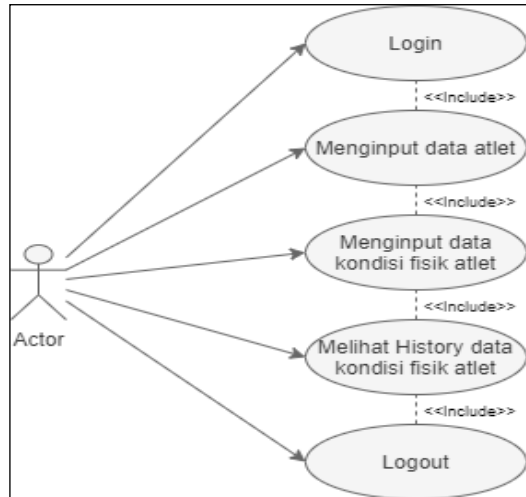 Login
<<Include>>
Menginput data atlet
<<Include>>
Menginput data
kondisi fisik atlet
<<Include>>
Actor
Melihat History data
kondisi fisik atlet
<<Include>>
Logout